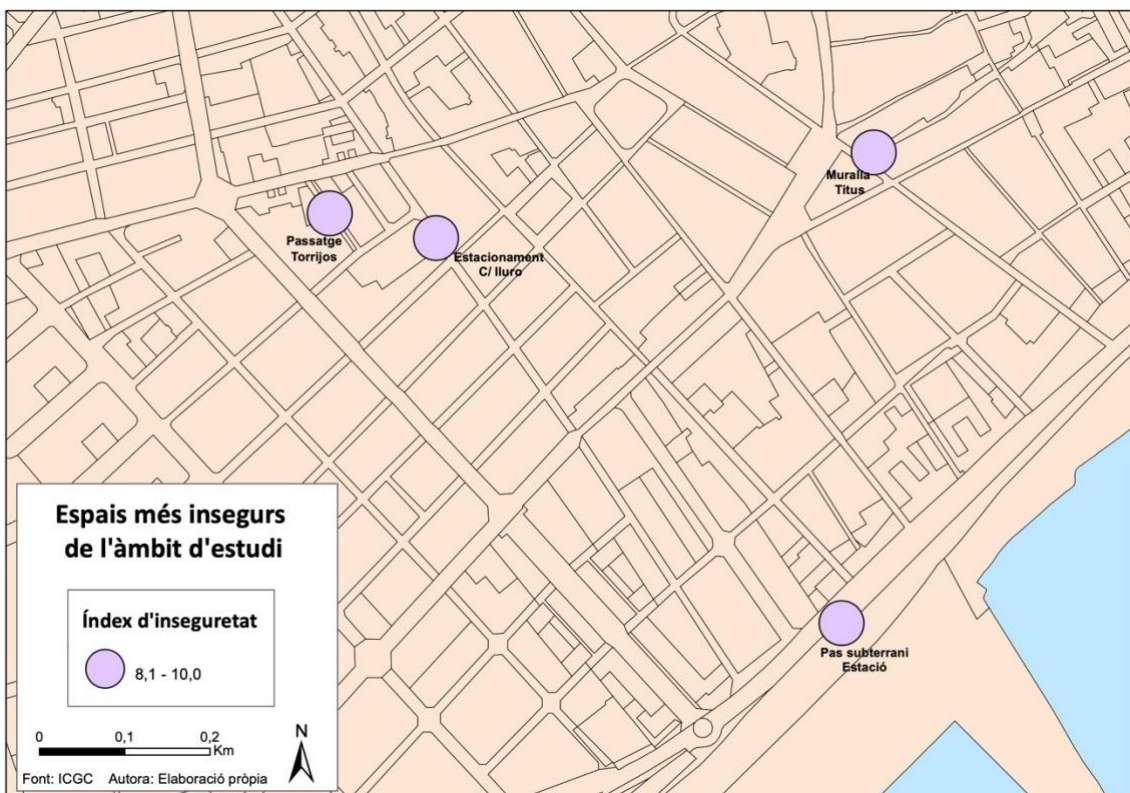 Muralla
Titus
Passatge
Torrijos
Estacionament
C/ Iluro
Pas subterrani
Estació
Espais més insegurs
de l'àmbit d'estudi
Índex d'inseguretat
8,1 - 10,0
0 0,1 0,2
Km
N
Font: ICGC Autora: Elaboració pròpia